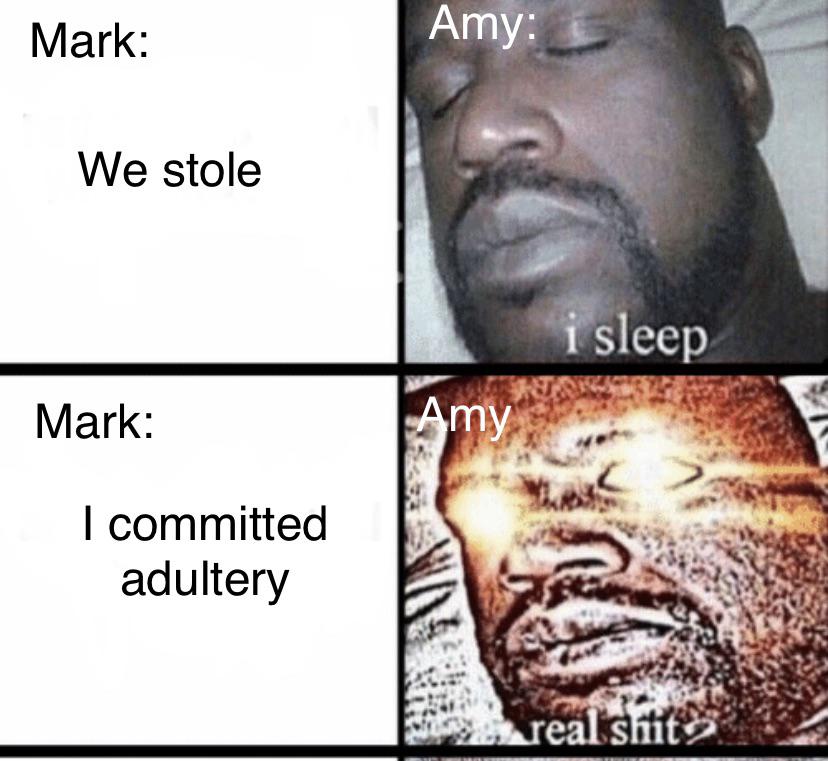 Mark:
Amy:
We stole
i sleep
Mark:
Amy
I committed
adultery
real shit?